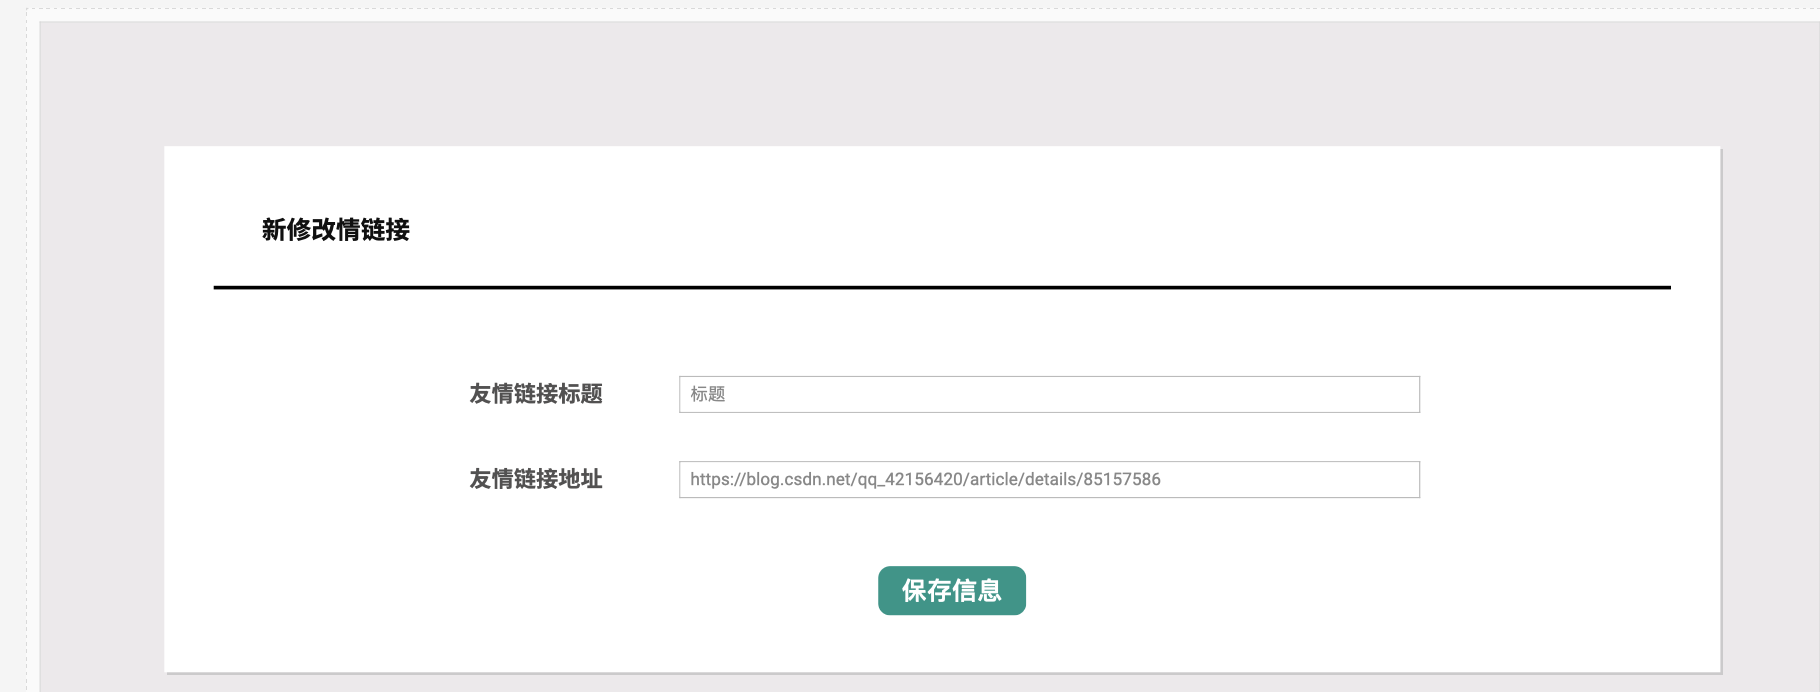 新修改情链接
友情链接标题
标题
友情链接地址
https://blog.csdn.net/qq_42156420/article/details/85157586
保存信息